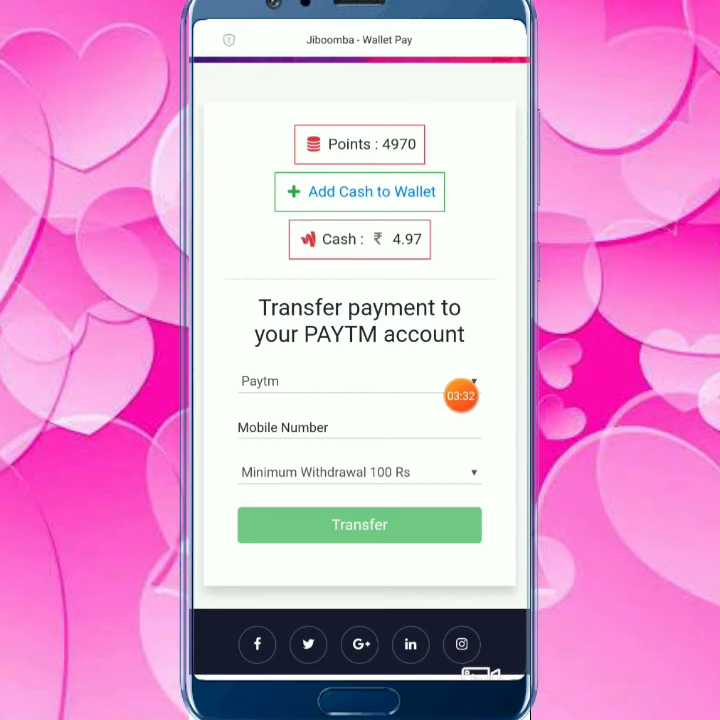 Jiboomba - Wallet Pay
Points : 4970
Add Cash to Wallet
Cash : ₹ 4.97
Transfer payment to
your PAYTM account
Paytm
03:32
Mobile Number
Minimum Withdrawal 100 Rs
Transfer
f
G+
in